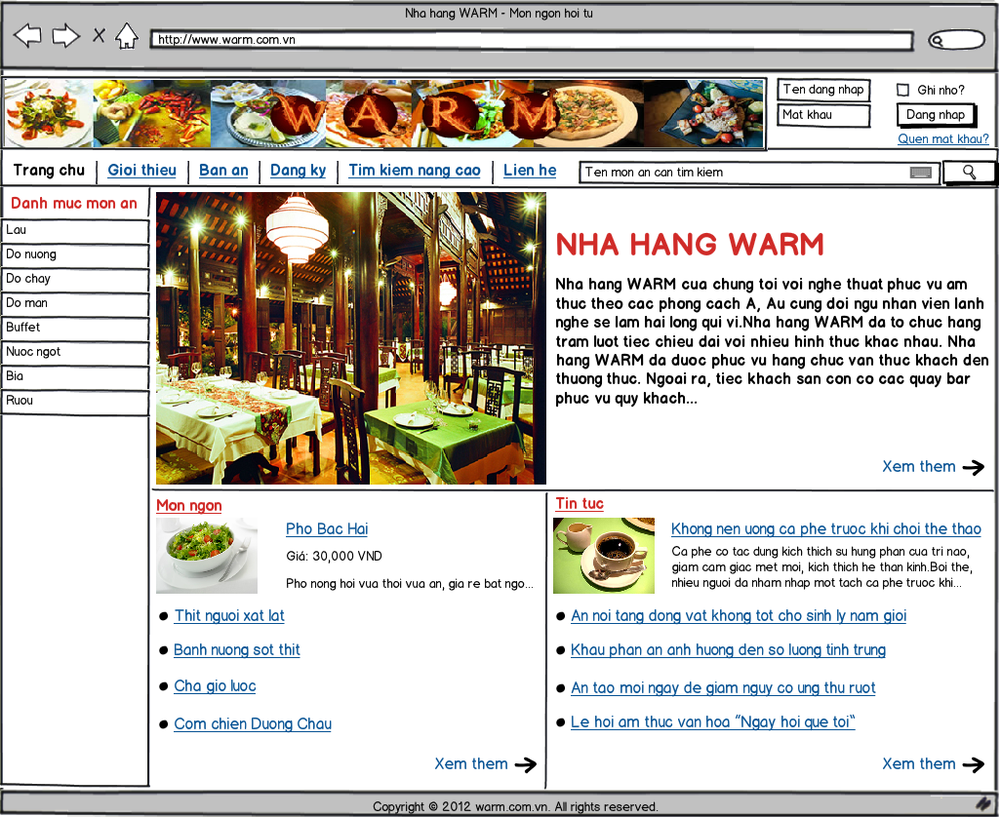 Nha hang WARM - Mon ngon hoi tu
http://www.warm.com.vn
WARM
Ten dang nhap
Ghi nho?
Mat khau
Dang nhap
Quen mat khau?
Trang chu
Gioi thieu
Ban an
Dang ky
Tim kiem nang cao
Lien he
Ten mon an can tim kiem
Danh muc mon an
Lau
Do nuong
Do chay
Do man
Buffet
Nuoc ngot
Bia
Ruou
NHA HANG WARM
Nha hang WARM cua chung toi voi nghe thuat phuc vu am
thuc theo cac phong cach A, Au cung doi ngu nhan vien lanh
nghe se lam hai long qui vi.Nha hang WARM da to chuc hang
tram luot tiec chieu dai voi nhieu hinh thuc khac nhau. Nha
hang WARM da duoc phuc vu hang chuc van thuc khach den
thuong thuc. Ngoai ra, tiec khach san con co cac quay bar
phuc vu quy khach...
Xem them
Mon ngon
Pho Bac Hai
Giá: 30,000 VND
Pho nong hoi vua thoi vua an, gia re bat ngo...
Thit nguoi xat lat
Banh nuong sot thit
Cha gio luoc
Com chien Duong Chau
Xem them
Tin tuc
Khong nen uong ca phe truoc khi choi the thao
Ca phe co tac dung kich thich su hung phan cua tri nao,
giam cam giac met moi, kich thich he than kinh.Boi the,
nhieu nguoi da nham nhap mot tach ca phe truoc khi...
An noi tang dong vat khong tot cho sinh ly nam gioi
Khau phan an anh huong den so luong tinh trung
An tao moi ngay de giam nguy co ung thu ruot
Le hoi am thuc van hoa "Ngay hoi que toi"
Xem them
Copyright © 2012 warm.com.vn. All rights reserved.